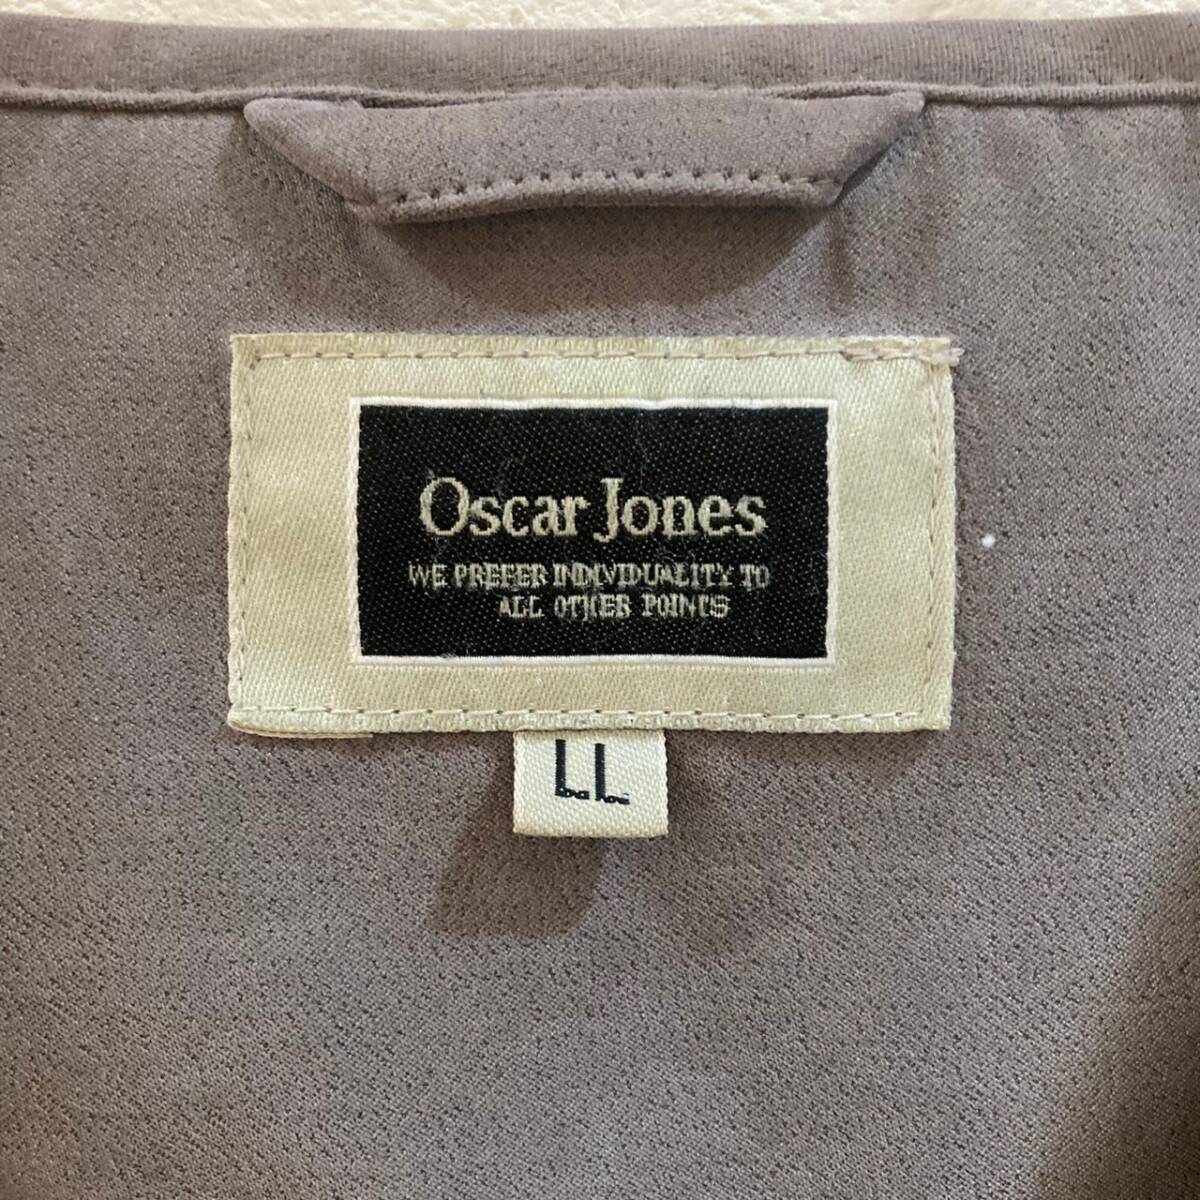 Oscar Jones
WE PREFER INDIVIDUALITY TO
ALL OTHER POINTS
LL